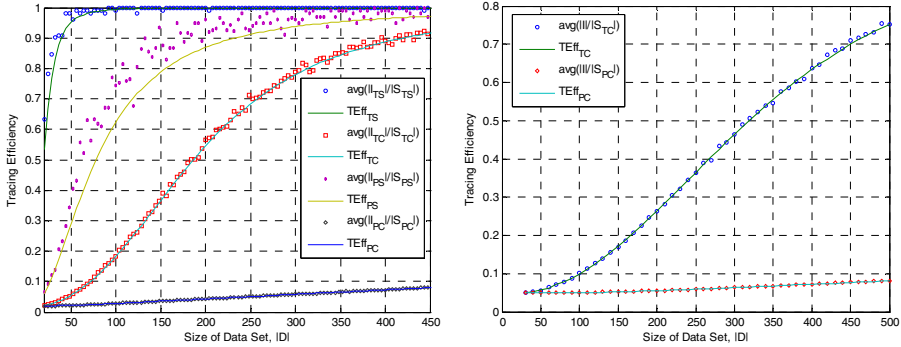 1
0.9
0.8
0.7
0.6
0.5
0.4
0.3
0.2
0.1
0
50 100 150 200 250 300 350 400 450
Tracing Efficiency
Size of Data Set, |D|
avg(|I_TS|/|S_TS|)
TEff_TS
avg(|I_TC|/|S_TC|)
TEff_TC
avg(|I_PS|/|S_PS|)
TEff_PS
avg(|I_PC|/|S_PC|)
TEff_PC
0.8
0.7
0.6
0.5
0.4
0.3
0.2
0.1
0
0 50 100 150 200 250 300 350 400 450 500
Tracing Efficiency
Size of Data Set, |D|
avg(|I|/|S_TC|)
TEff_TC
avg(|I|/|S_PC|)
TEff_PC